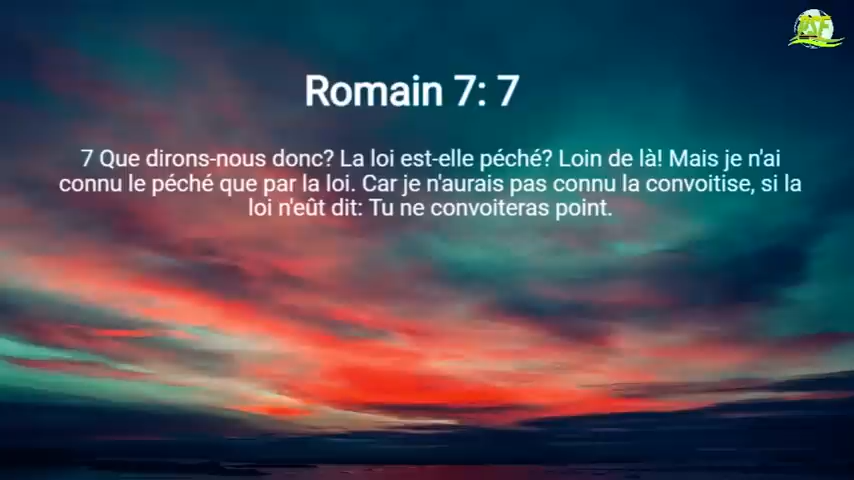 Romain 7: 7
7 Que dirons-nous donc? La loi est-elle péché? Loin de là! Mais je n'ai
connu le péché que par la loi. Car je n'aurais pas connu la convoitise, si la
loi n'eût dit: Tu ne convoiteras point.